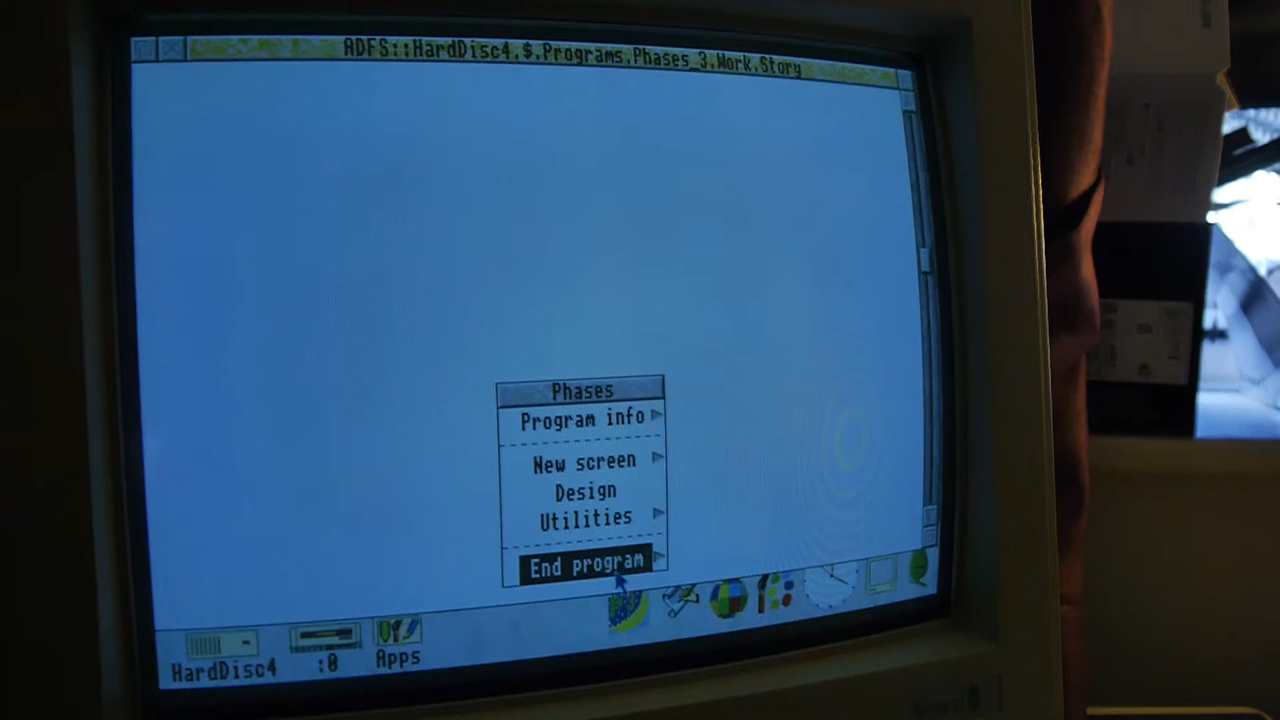 ADFS::HardDisc4.$.Programs.Phases_3.Work.Story
Phases
Program info
New screen
Design
Utilities
End program
HardDisc4
:0
Apps